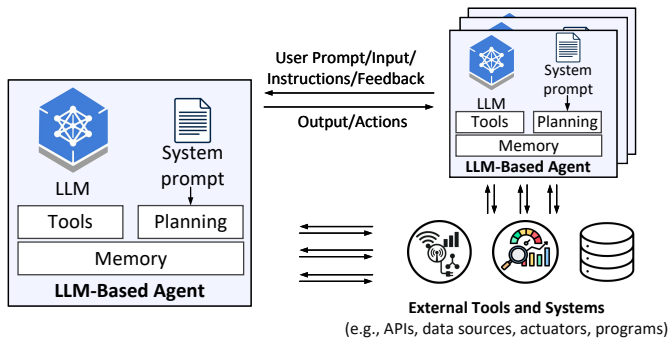 LLM
System
prompt
Tools
Planning
Memory
LLM-Based Agent
User Prompt/Input/
Instructions/Feedback
Output/Actions
LLM
System
prompt
Tools
Planning
Memory
LLM-Based Agent
External Tools and Systems
(e.g., APIs, data sources, actuators, programs)